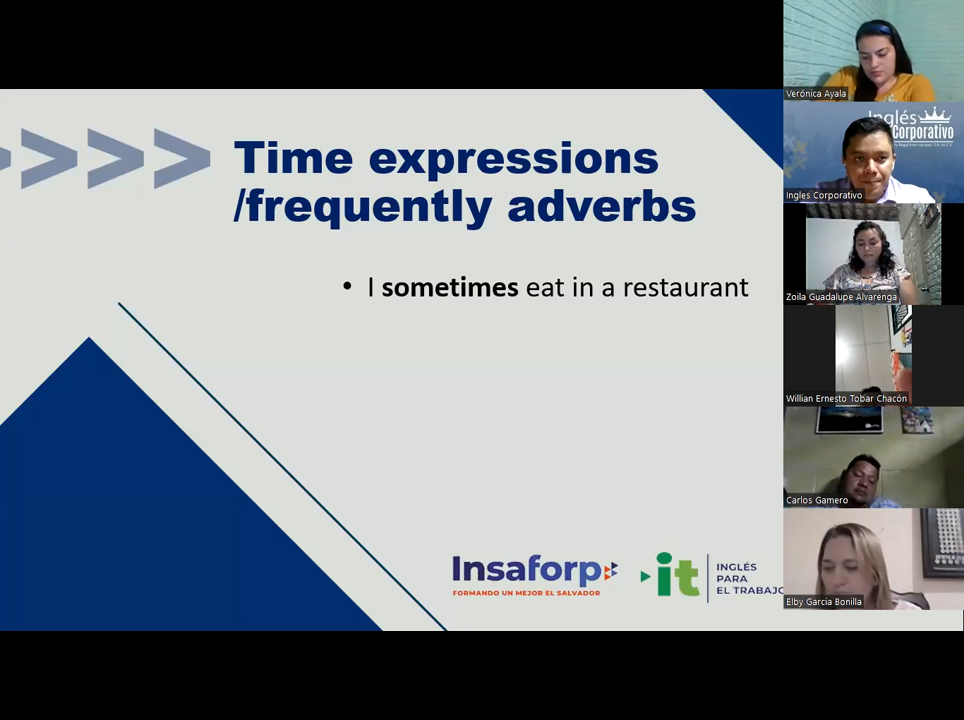 Time expressions
/frequently adverbs
• I sometimes eat in a restaurant
Insaforp
FORMANDO UN MEJOR EL SALVADOR
it
INGLÉS
PARA
EL TRABAJO
Verónica Ayala
Inglés
Corporativo
Ingles Corporativo
Zoila Guadalupe Alvarenga
Willian Ernesto Tobar Chacón
Carlos Gamero
Elby Garcia Bonilla